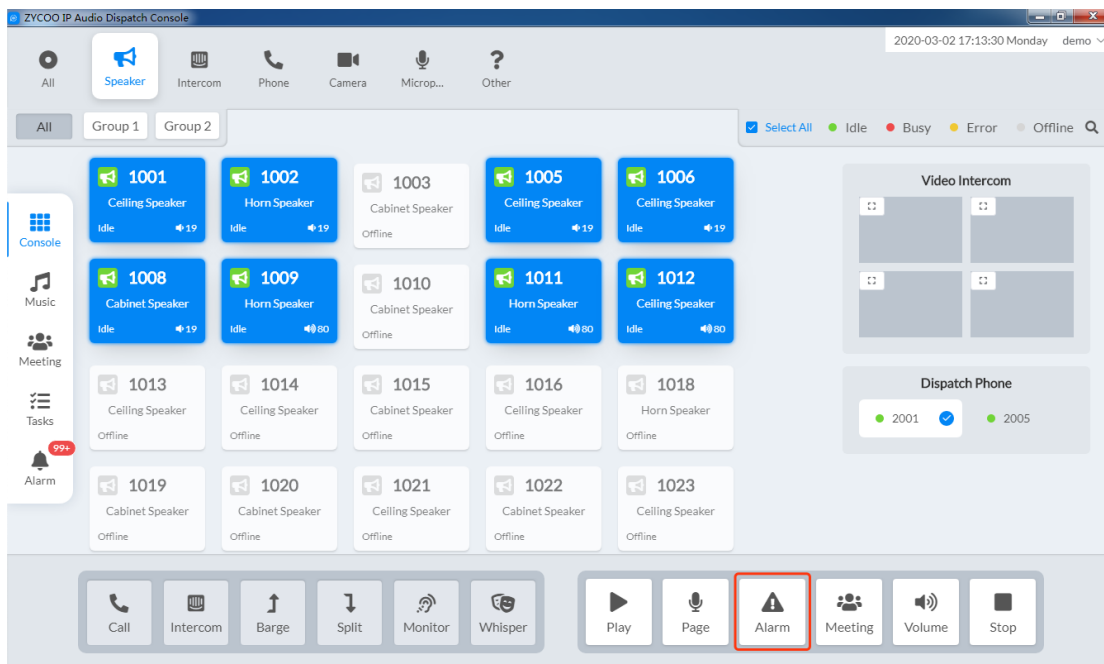 ZYCOO IP Audio Dispatch Console
2020-03-02 17:13:30 Monday demo
All Speaker Intercom Phone Camera Microp... Other
All Group 1 Group 2 Select All Idle Busy Error Offline
Console
Music
Meeting
Tasks
99+
Alarm
1001 1002 1003 1005 1006
Ceiling Speaker Horn Speaker Cabinet Speaker Ceiling Speaker Ceiling Speaker
Idle 19 Idle 19 Offline Idle 19 Idle 19
1008 1009 1010 1011 1012
Cabinet Speaker Horn Speaker Cabinet Speaker Horn Speaker Ceiling Speaker
Idle 19 Idle 80 Offline Idle 80 Idle 80
1013 1014 1015 1016 1018
Ceiling Speaker Ceiling Speaker Cabinet Speaker Ceiling Speaker Horn Speaker
Offline Offline Offline Offline Offline
1019 1020 1021 1022 1023
Cabinet Speaker Cabinet Speaker Ceiling Speaker Cabinet Speaker Ceiling Speaker
Offline Offline Offline Offline Offline
Video Intercom
Dispatch Phone
2001 2005
Call Intercom Barge Split Monitor Whisper Play Page Alarm Meeting Volume Stop